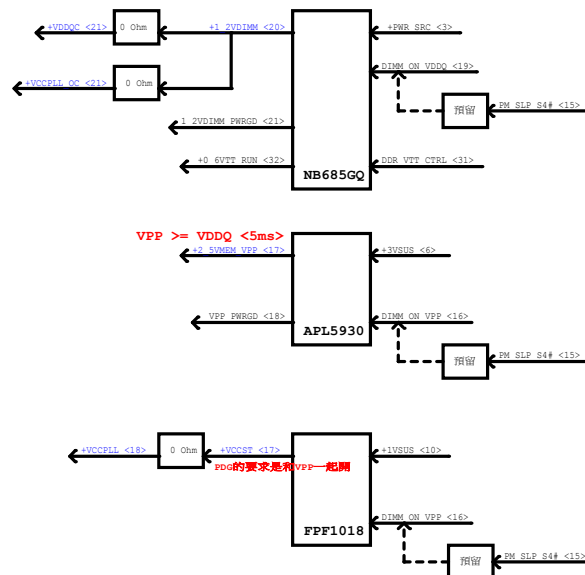 +VDDQC <21>
0 Ohm
+1_2VDIMM <20>
+PWR_SRC <3>
DIMM_ON_VDDQ <19>
+VCCPLL_OC <21>
0 Ohm
預留
PM_SLP_S4# <15>
1_2VDIMM_PWRGD <21>
+0_6VTT_RUN <32>
DDR_VTT_CTRL <31>
NB685GQ
VPP >= VDDQ <5ms>
+2_5VMEM_VPP <17>
+3VSUS <6>
VPP_PWRGD <18>
DIMM_ON_VPP <16>
APL5930
預留
PM_SLP_S4# <15>
+VCCPLL <18>
0 Ohm
+VCCST <17>
+1VSUS <10>
PDG的要求是和VPP一起開
DIMM_ON_VPP <16>
FPF1018
預留
PM_SLP_S4# <15>